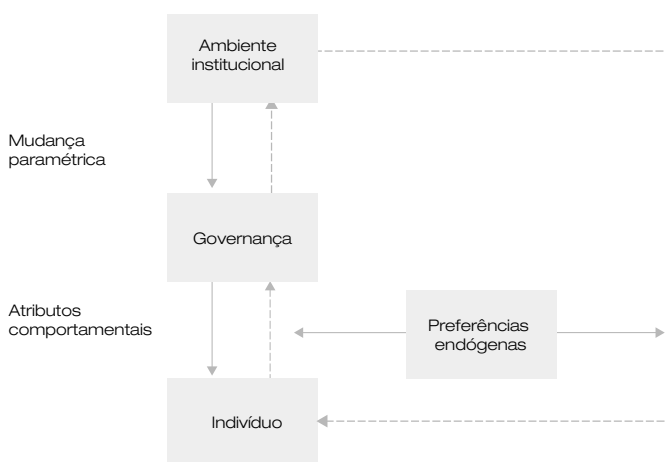 Ambiente
institucional
Mudança
paramétrica
Governança
Atributos
comportamentais
Preferências
endógenas
Indivíduo